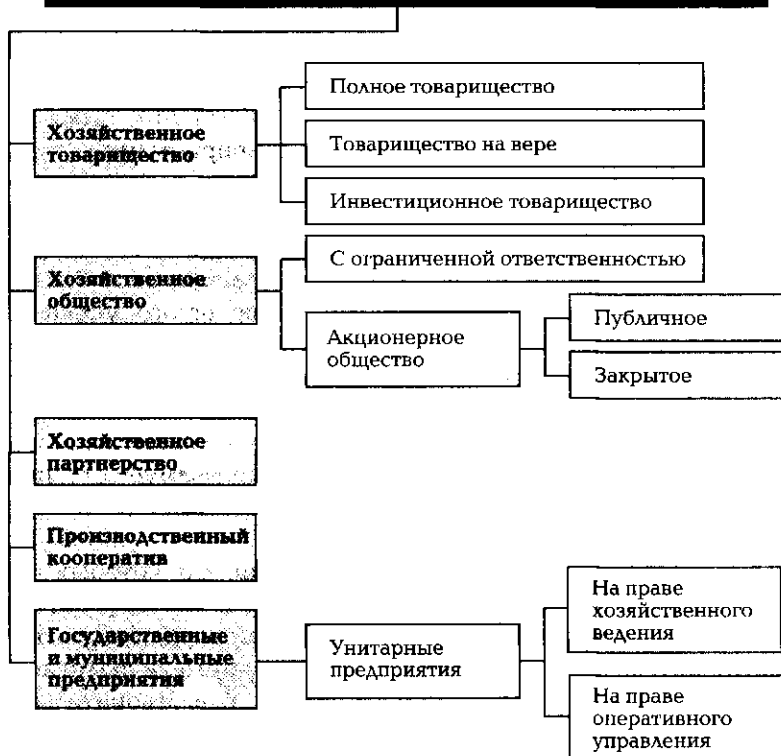 Хозяйственное
товарищество
Полное товарищество
Товарищество на вере
Инвестиционное товарищество
Хозяйственное
общество
С ограниченной ответственностью
Акционерное
общество
Публичное
Закрытое
Хозяйственное
партнерство
Производственный
кооператив
Государственные
и муниципальные
предприятия
Унитарные
предприятия
На праве
хозяйственного
ведения
На праве
оперативного
управления